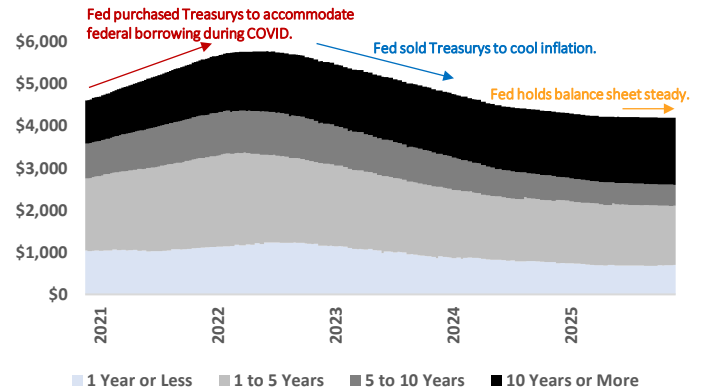 Fed purchased Treasurys to accommodate
federal borrowing during COVID.
Fed sold Treasurys to cool inflation.
Fed holds balance sheet steady.
$6,000
$5,000
$4,000
$3,000
$2,000
$1,000
$0
2021
2022
2023
2024
2025
1 Year or Less
1 to 5 Years
5 to 10 Years
10 Years or More